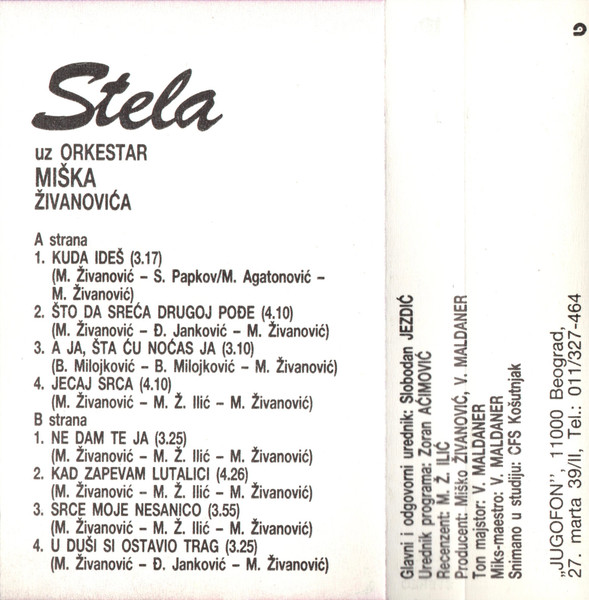 Stela
uz ORKESTAR
MIŠKA
ŽIVANOVIĆA
A strana
1. KUDA IDEŠ (3.17)
(M. Živanović – S. Papkov/M. Agatonović –
M. Živanović)
2. ŠTO DA SREĆA DRUGOJ POĐE (4.10)
(M. Živanović – Đ. Janković – M. Živanović)
3. A JA, ŠTA ĆU NOĆAS JA (3.10)
(B. Milojković – B. Milojković – M. Živanović)
4. JECAJ SRCA (4.10)
(M. Živanović – M. Ž. Ilić – M. Živanović)
B strana
1. NE DAM TE JA (3.25)
(M. Živanović – M. Ž. Ilić – M. Živanović)
2. KAD ZAPEVAM LUTALICI (4.26)
(M. Živanović – M. Ž. Ilić – M. Živanović)
3. SRCE MOJE NESANICO (3.55)
(M. Živanović – M. Ž. Ilić – M. Živanović)
4. U DUŠI SI OSTAVIO TRAG (3.25)
(M. Živanović – Đ. Janković – M. Živanović)
Glavni i odgovorni urednik: Slobodan JEZDIĆ
Urednik programa: Zoran AĆIMOVIĆ
Recenzent: M. Ž. ILIĆ
Producent: Miško ŽIVANOVIĆ, V. MALDANER
Ton majstor: V. MALDANER
Miks-maestro: V. MALDANER
Snimano u studiju: CFS Košutnjak
„JUGOFON”, 11000 Beograd,
27. marta 39/II, Tel.: 011/327-464